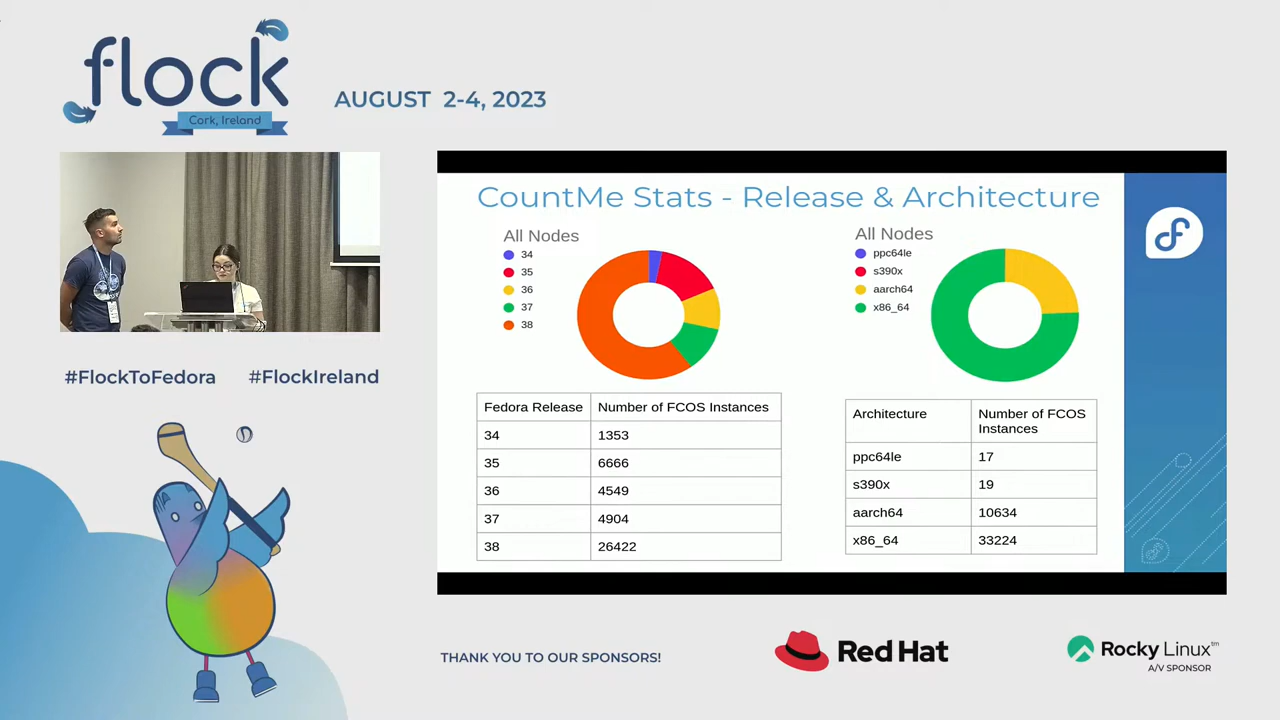 flock
Cork, Ireland
AUGUST 2-4, 2023
#FlockToFedora #FlockIreland
CountMe Stats - Release & Architecture
All Nodes
34
35
36
37
38
All Nodes
ppc64le
s390x
aarch64
x86_64
Fedora Release Number of FCOS Instances
34 1353
35 6666
36 4549
37 4904
38 26422
Architecture Number of FCOS
Instances
ppc64le 17
s390x 19
aarch64 10634
x86_64 33224
THANK YOU TO OUR SPONSORS!
Red Hat
Rocky Linux™
A/V SPONSOR